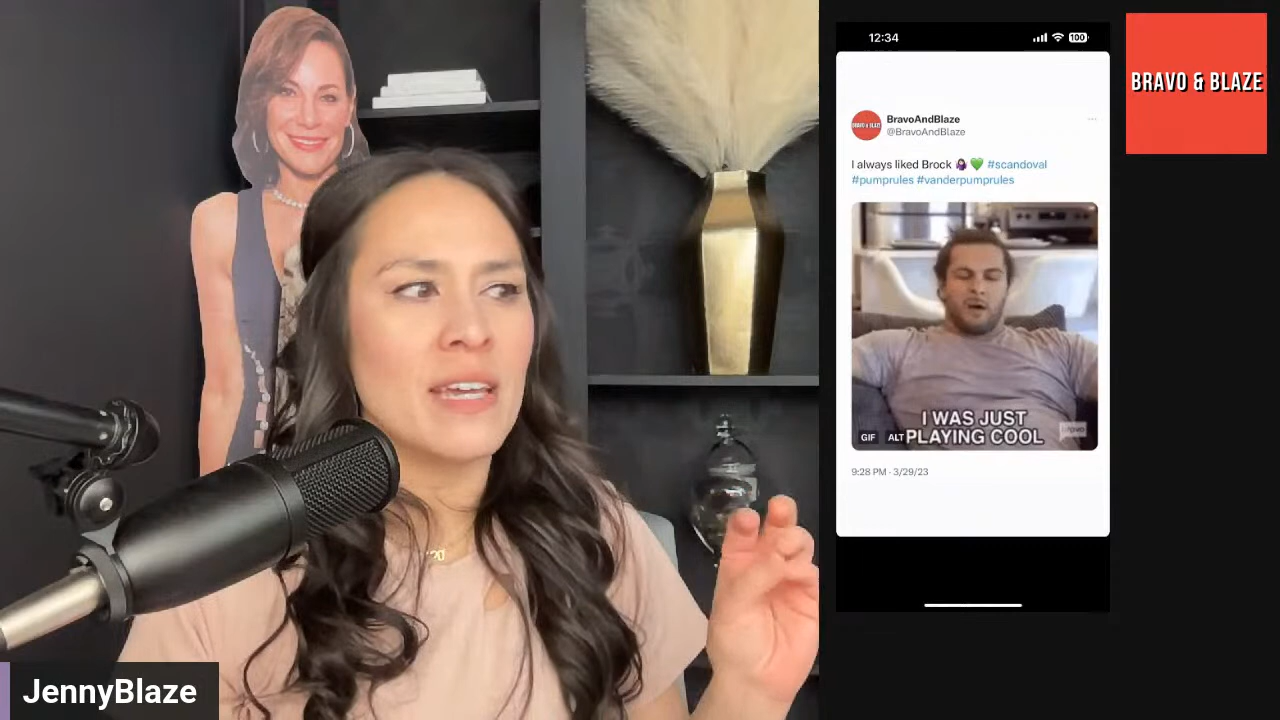 12:34
100
BRAVO & BLAZE
BravoAndBlaze
@BravoAndBlaze
I always liked Brock 🤷🏻‍♀️ 💚 #scandoval
#pumprules #vanderpumprules
I WAS JUST
GIF ALT PLAYING COOL
bravo
9:28 PM · 3/29/23
JennyBlaze